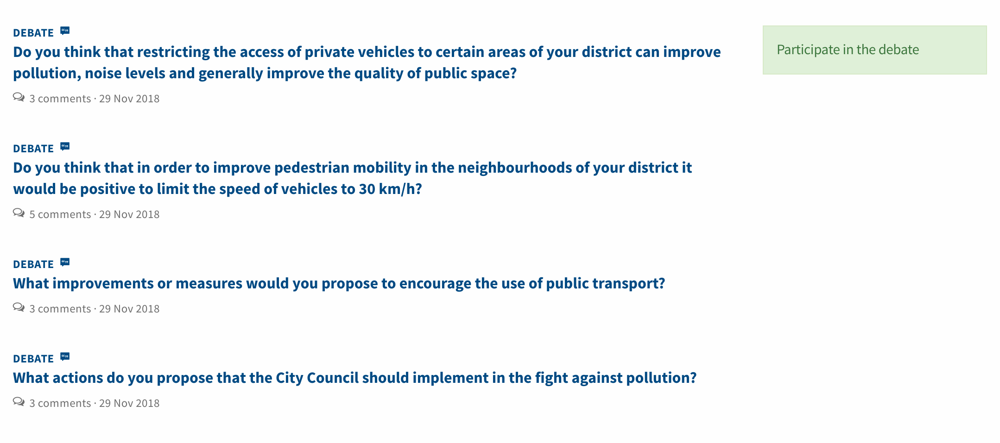 DEBATE
Do you think that restricting the access of private vehicles to certain areas of your district can improve
pollution, noise levels and generally improve the quality of public space?
3 comments · 29 Nov 2018
Participate in the debate
DEBATE
Do you think that in order to improve pedestrian mobility in the neighbourhoods of your district it
would be positive to limit the speed of vehicles to 30 km/h?
5 comments · 29 Nov 2018
DEBATE
What improvements or measures would you propose to encourage the use of public transport?
3 comments · 29 Nov 2018
DEBATE
What actions do you propose that the City Council should implement in the fight against pollution?
3 comments · 29 Nov 2018